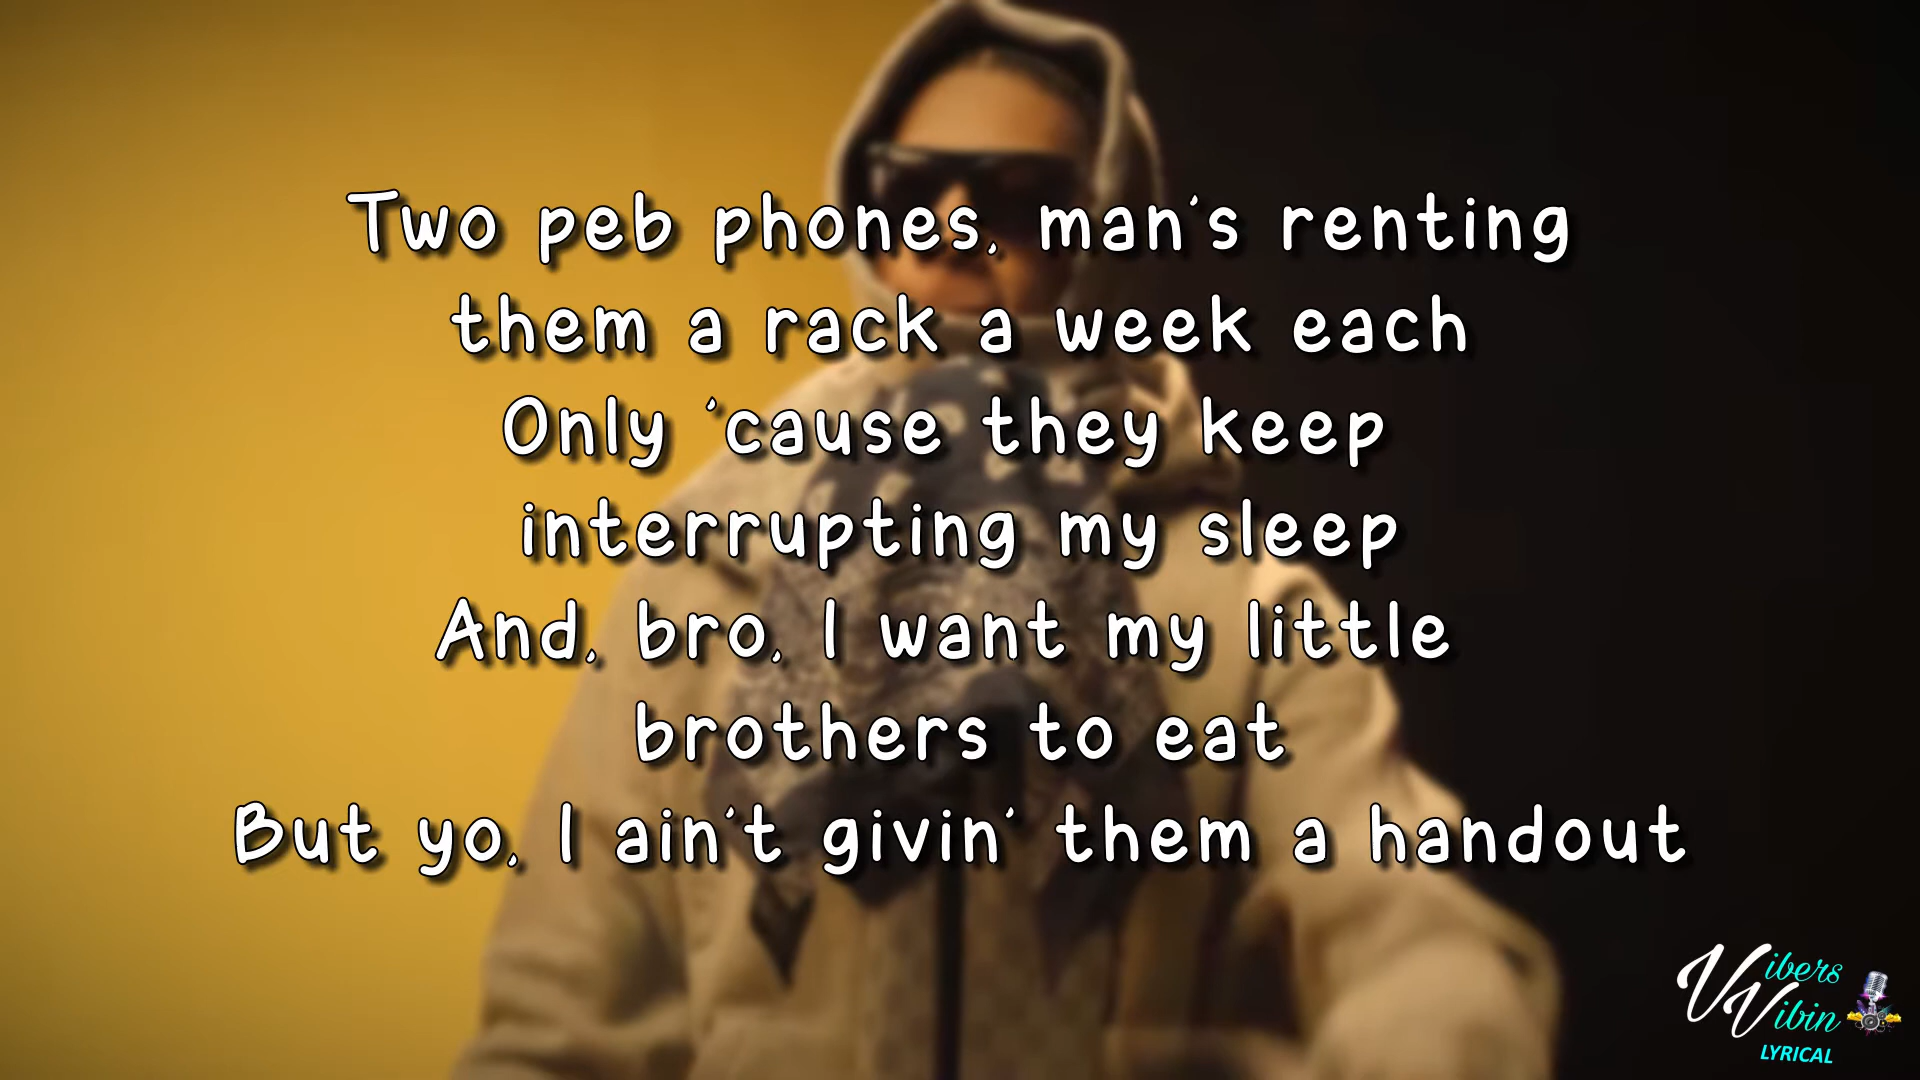 Two peb phones, man's renting
them a rack a week each
Only 'cause they keep
interrupting my sleep
And, bro, I want my little
brothers to eat
But yo, I ain't givin' them a handout
Vibers
Vibin
LYRICAL